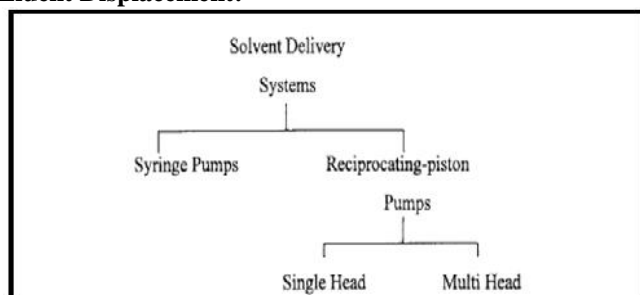 Eluent Displacement:
Solvent Delivery
Systems
Syringe Pumps Reciprocating-piston
Pumps
Single Head Multi Head